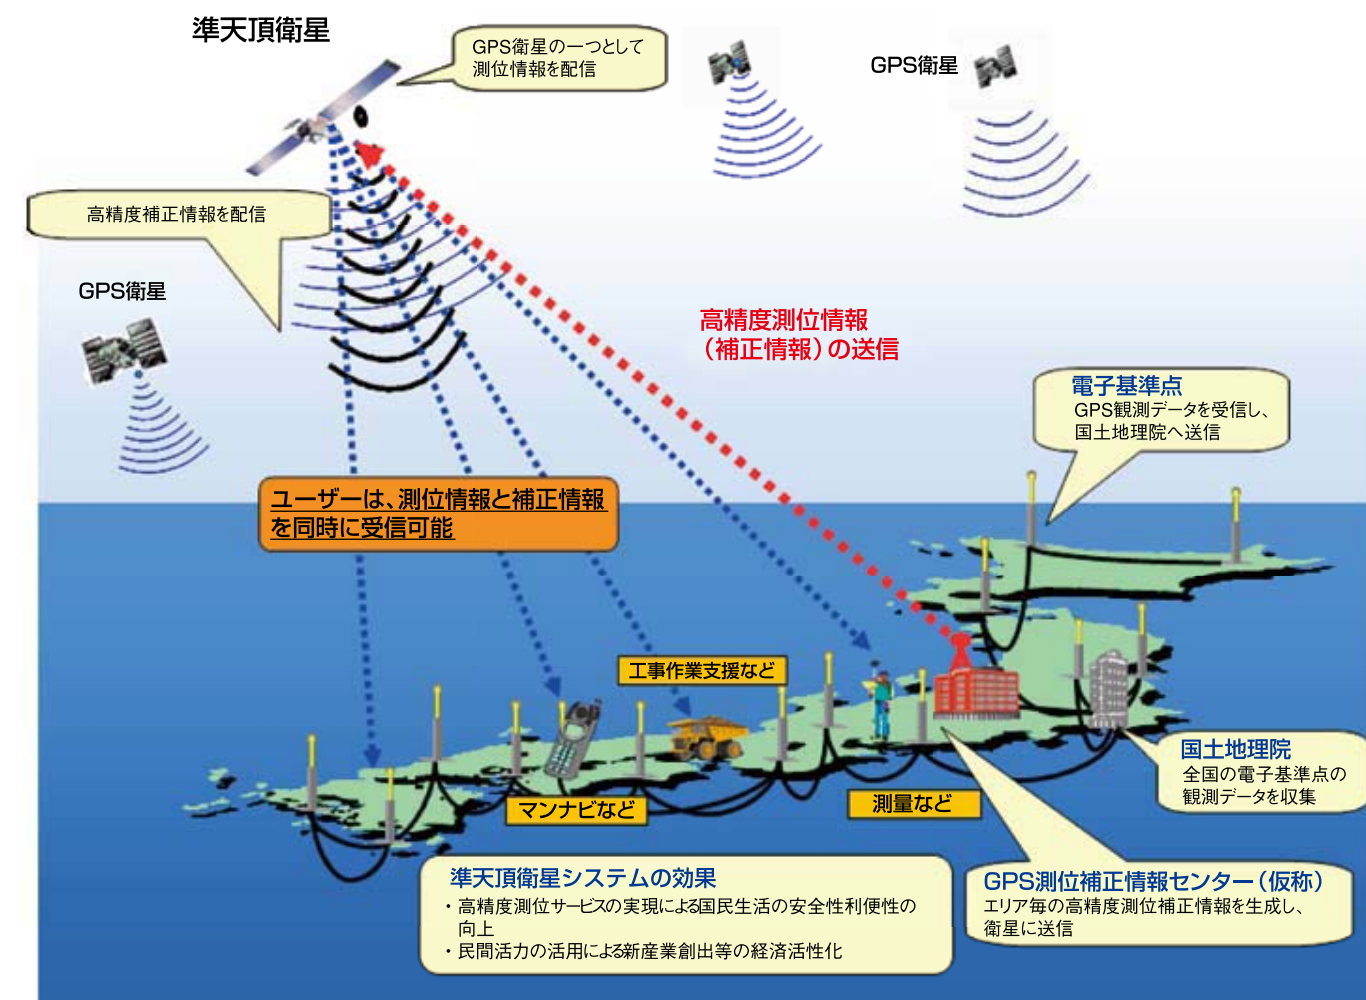 準天頂衛星
GPS衛星の一つとして
測位情報を配信
GPS衛星
高精度補正情報を配信
GPS衛星
高精度測位情報
（補正情報）の送信
電子基準点
GPS観測データを受信し、
国土地理院へ送信
ユーザーは、測位情報と補正情報
を同時に受信可能
工事作業支援など
国土地理院
全国の電子基準点の
観測データを収集
マンナビなど
測量など
準天頂衛星システムの効果
・高精度測位サービスの実現による国民生活の安全性利便性の
向上
・民間活力の活用による新産業創出等の経済活性化
GPS測位補正情報センター（仮称）
エリア毎の高精度測位補正情報を生成し、
衛星に送信